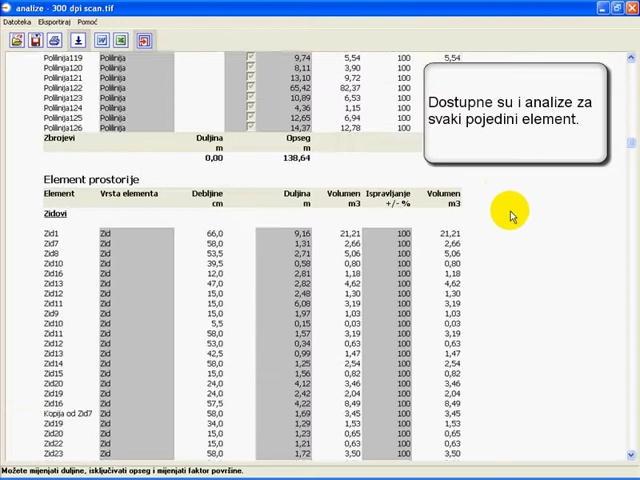 analize - 300 dpi scan.tif
Datoteka Eksportiraj Pomoć
Polilinija119 Polilinija 9,74 5,54 100 5,54
Polilinija120 Polilinija 8,11 3,90 100
Polilinija121 Polilinija 13,10 9,72 100
Polilinija122 Polilinija 65,42 82,37 100
Polilinija123 Polilinija 10,89 6,53 100
Polilinija124 Polilinija 4,36 1,15 100
Polilinija125 Polilinija 12,65 6,94 100
Polilinija126 Polilinija 14,37 12,78 100
Dostupne su i analize za
svaki pojedini element.
Zbrojevi Duljina Opseg
m m
0,00 138,64
Element prostorije
Element Vrsta elementa Debljine Duljina Volumen Ispravljanje Volumen
cm m m3 +/- % m3
Zidovi
Zid1 Zid 66,0 9,16 21,21 100 21,21
Zid7 Zid 58,0 1,31 2,66 100 2,66
Zid8 Zid 53,5 2,71 5,06 100 5,06
Zid10 Zid 39,5 0,58 0,80 100 0,80
Zid16 Zid 12,0 2,81 1,18 100 1,18
Zid13 Zid 47,0 2,82 4,62 100 4,62
Zid12 Zid 15,0 2,48 1,30 100 1,30
Zid11 Zid 15,0 6,08 3,19 100 3,19
Zid9 Zid 15,0 1,97 1,03 100 1,03
Zid10 Zid 5,5 0,15 0,03 100 0,03
Zid11 Zid 58,0 1,64 3,33 100 3,33
Zid12 Zid 53,0 0,34 0,63 100 0,63
Zid13 Zid 42,5 0,99 1,47 100 1,47
Zid14 Zid 58,0 1,25 2,54 100 2,54
Zid15 Zid 15,0 1,56 0,82 100 0,82
Zid20 Zid 24,0 4,12 3,46 100 3,46
Zid19 Zid 24,0 2,42 2,04 100 2,04
Zid16 Zid 57,5 4,22 8,49 100 8,49
Kopija od Zid7 Zid 58,0 1,69 3,45 100 3,45
Zid19 Zid 34,0 1,29 1,53 100 1,53
Zid20 Zid 15,0 1,23 0,65 100 0,65
Zid22 Zid 15,0 1,21 0,63 100 0,63
Zid23 Zid 58,0 1,72 3,50 100 3,50
Možete mijenjati duljine, isključivati opseg i mijenjati faktor površine.